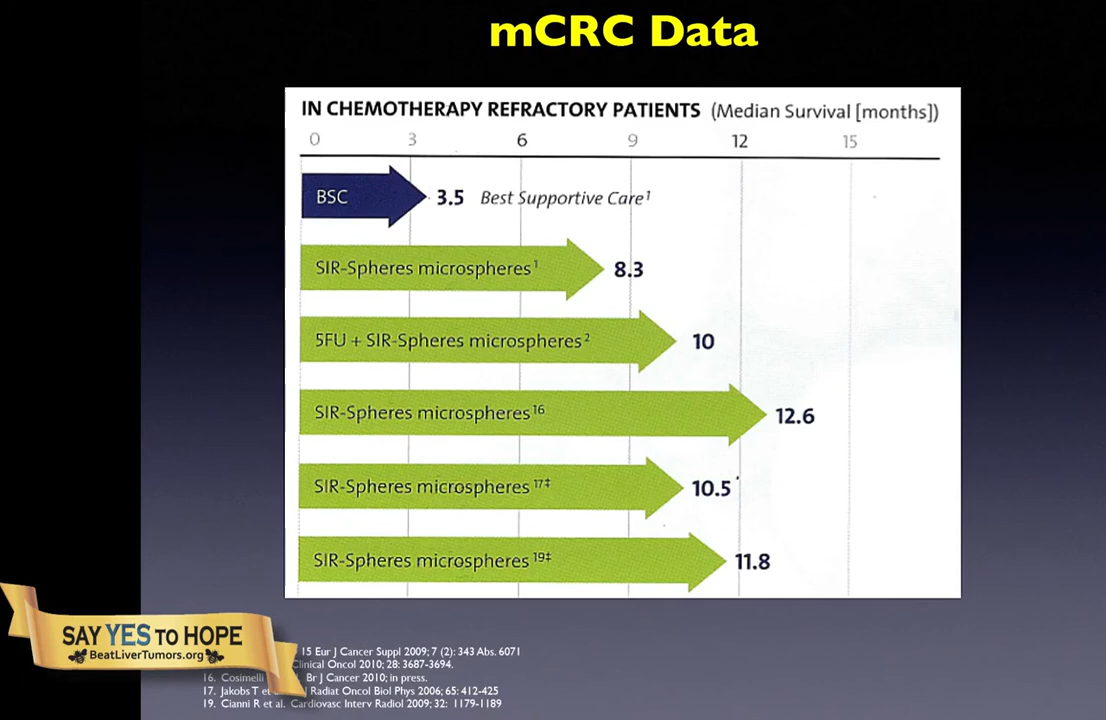 mCRC Data
IN CHEMOTHERAPY REFRACTORY PATIENTS (Median Survival [months])
0 3 6 9 12 15
BSC 3.5 Best Supportive Care¹
SIR-Spheres microspheres¹ 8.3
5FU + SIR-Spheres microspheres² 10
SIR-Spheres microspheres¹⁶ 12.6
SIR-Spheres microspheres¹⁷‡ 10.5
SIR-Spheres microspheres¹⁹‡ 11.8
15 Eur J Cancer Suppl 2009; 7 (2): 343 Abs. 6071
Clinical Oncol 2010; 28: 3687-3694.
16. Cosimelli Br J Cancer 2010; in press.
17. Jakobs T et Radiat Oncol Biol Phys 2006; 65: 412-425
19. Cianni R et al. Cardiovasc Interv Radiol 2009; 32: 1179-1189
SAY YES TO HOPE
BeatLiverTumors.org